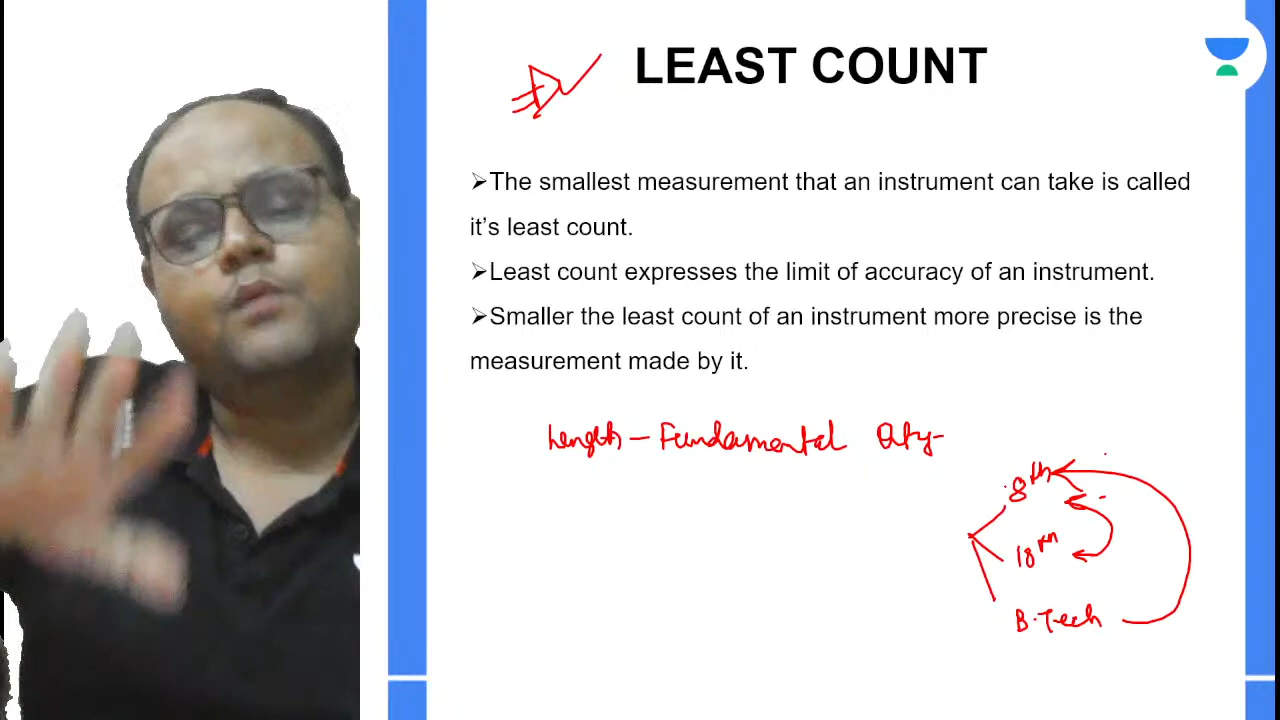 LEAST COUNT
➢The smallest measurement that an instrument can take is called
it’s least count.
➢Least count expresses the limit of accuracy of an instrument.
➢Smaller the least count of an instrument more precise is the
measurement made by it.
Length – Fundamental Qty-
8th
18th
B.Tech